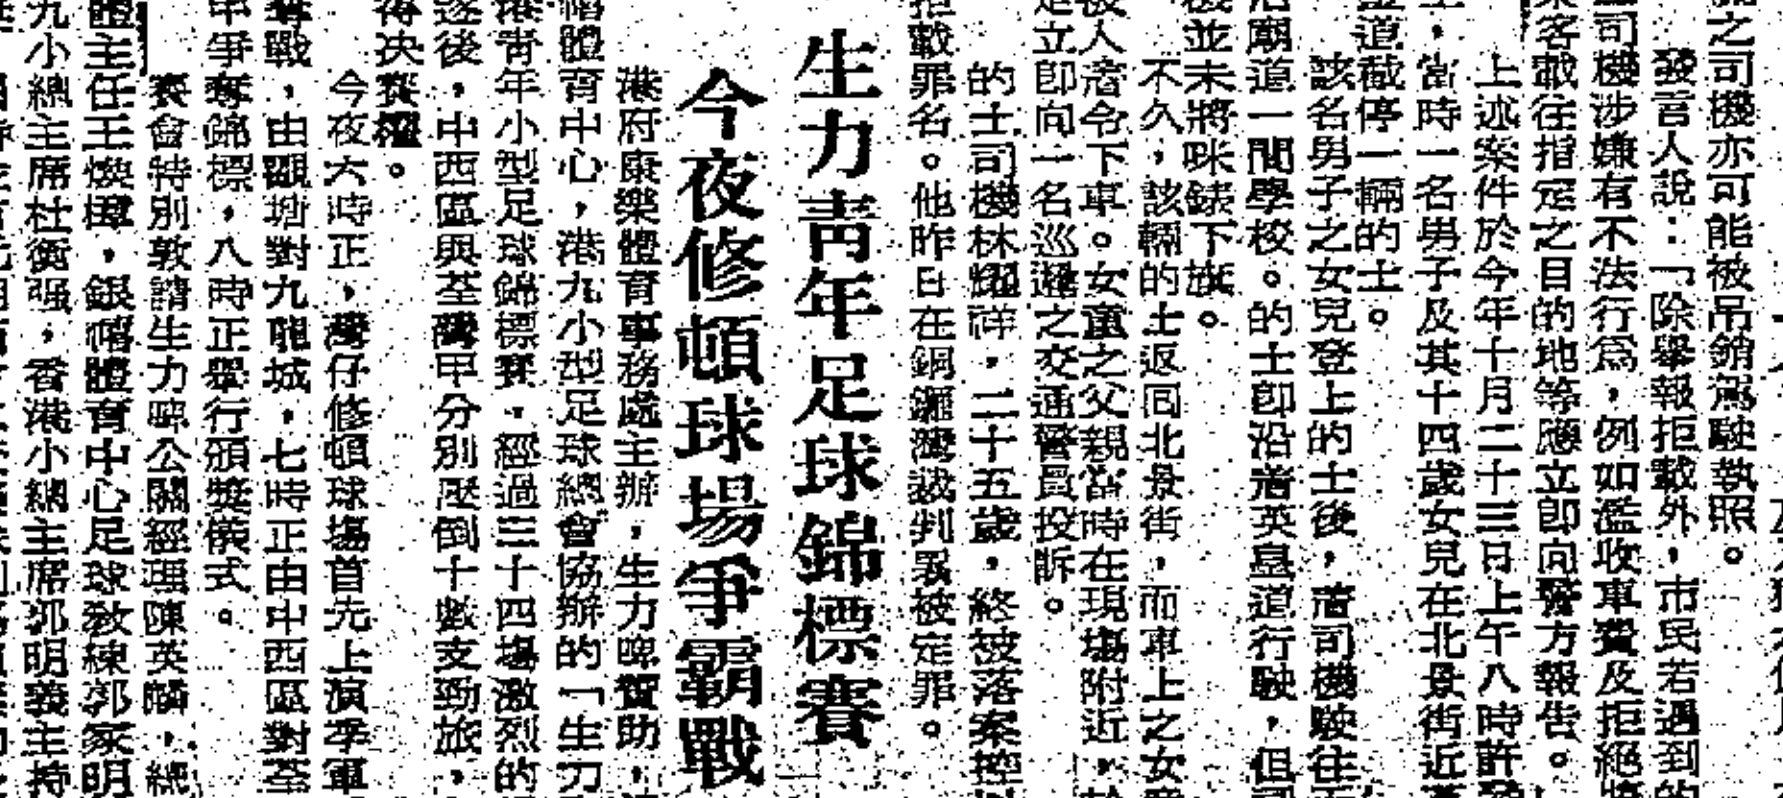 之司機亦可能被吊銷駕駛執照。
發言人說：「除舉報拒載外，市民若遇到的
司機涉嫌有不法行爲，例如濫收車費及拒絕將
乘客載往指定之目的地等應立即向警方報告。
上述案件於今年十月二十三日上午八時許發
，當時一名男子及其十四歲女兒在北景街近
道截停一輛的士。
該名男子之女兒登上的士後，着司機駛往
廟道一間學校。的士即沿着英皇道行駛，但
並未將咪錶下旗。
不久，該輛的士返回北景街，而車上之女
被人着令下車。女童之父親當時在現場附近，
立即向一名巡邏之交通警員投訴。
的士司機林耀祥，二十五歲，終被落案控
拒載罪名。他昨日在銅鑼灣裁判署被定罪。
生力青年足球錦標賽
今夜修頓球場爭霸戰
港府康樂體育事務處主辦，生力啤贊助，
禧體育中心，港九小型足球總會協辦的「生力
港青年小型足球錦標賽，經過三十四場激烈的
逐後，中西區與荃灣甲分別壓倒十數支勁旅，
得決賽權。
今夜六時正，灣仔修頓球場首先上演季軍
戰，由觀塘對九龍城，七時正由中西區對荃
甲爭奪錦標，八時正舉行頒獎儀式。
賽會特別敦請生力啤公關經理陳英麟，總
體主任王煥，銀禧體育中心足球教練郭家明
九小總主席杜衡强，香港小總主席郭明義主持